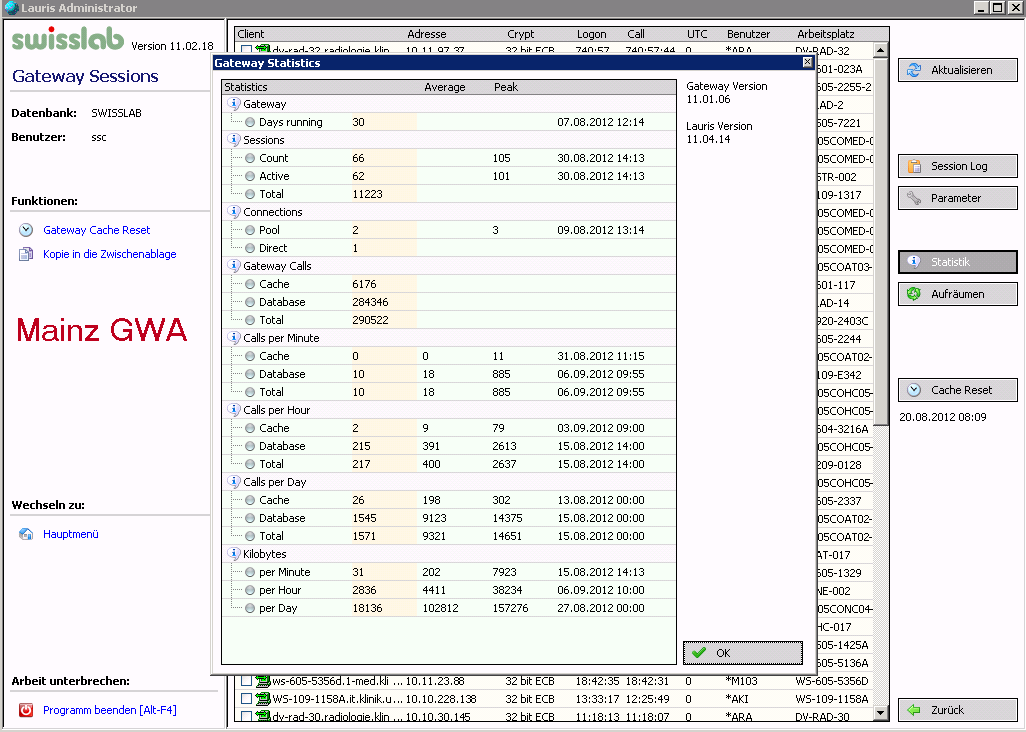 Lauris Administrator
swisslab Version 11.02.18
Gateway Sessions
Datenbank: SWISSLAB
Benutzer: ssc
Funktionen:
Gateway Cache Reset
Kopie in die Zwischenablage
Mainz GWA
Wechseln zu:
Hauptmenü
Arbeit unterbrechen:
Programm beenden [Alt-F4]
Client Adresse Crypt Logon Call UTC Benutzer Arbeitsplatz
dv-rad-32.radiologie.klin ... 10.11.97.37 32 bit ECB 740:57 740:57:44 0 *ARA DV-RAD-32
Gateway Statistics
Statistics Average Peak
Gateway
Days running 30 07.08.2012 12:14
Sessions
Count 66 105 30.08.2012 14:13
Active 62 101 30.08.2012 14:13
Total 11223
Connections
Pool 2 3 09.08.2012 13:14
Direct 1
Gateway Calls
Cache 6176
Database 284346
Total 290522
Calls per Minute
Cache 0 0 11 31.08.2012 11:15
Database 10 18 885 06.09.2012 09:55
Total 10 18 885 06.09.2012 09:55
Calls per Hour
Cache 2 9 79 03.09.2012 09:00
Database 215 391 2613 15.08.2012 14:00
Total 217 400 2637 15.08.2012 14:00
Calls per Day
Cache 26 198 302 13.08.2012 00:00
Database 1545 9123 14375 15.08.2012 00:00
Total 1571 9321 14651 15.08.2012 00:00
Kilobytes
per Minute 31 202 7923 15.08.2012 14:13
per Hour 2836 4411 38234 06.09.2012 10:00
per Day 18136 102812 157276 27.08.2012 00:00
Gateway Version
11.01.06
Lauris Version
11.04.14
OK
601-023A
605-2255-2
AD-2
605-7221
05COMED-0
05COMED-0
STR-002
109-1317
05COMED-0
05COMED-0
05COMED-0
05COAT03-
601-117
AD-14
920-2403C
605-2244
05COAT02-
109-E342
05COHC05-
05COHC05-
604-3216A
05COHC05-
209-0128
05COHC05-
605-2337
05COAT02-
05COAT02-
AT-017
605-1329
NE-002
05CONC04-
HC-017
605-1425A
605-5136A
ws-605-5356d.1-med.kli ... 10.11.23.88 32 bit ECB 18:42:35 18:42:31 0 *M103 WS-605-5356D
WS-109-1158A.it.klinik.u ... 10.10.228.138 32 bit ECB 13:33:17 12:25:49 0 *AKI WS-109-1158A
dv-rad-30.radiologie.klin ... 10.10.30.145 32 bit ECB 11:18:13 11:18:07 0 *ARA DV-RAD-30
Aktualisieren
Session Log
Parameter
Statistik
Aufräumen
Cache Reset
20.08.2012 08:09
Zurück